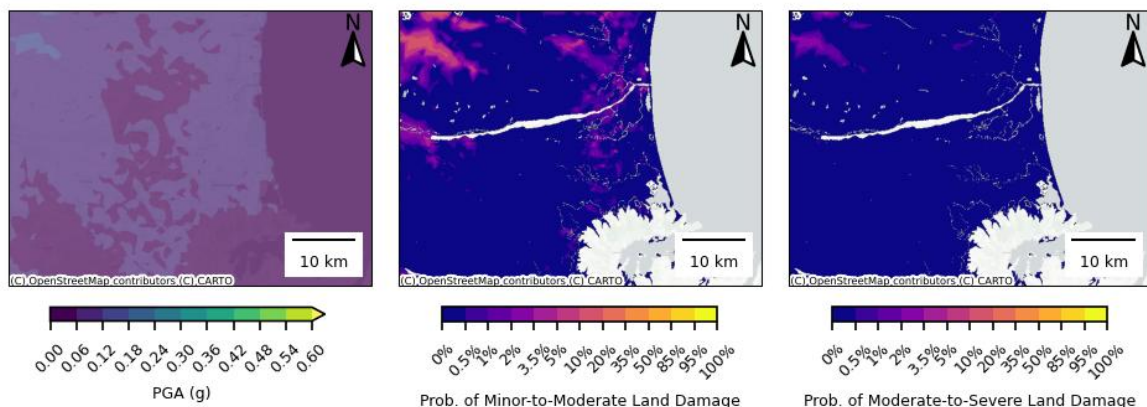 N
10 km
(C) OpenStreetMap contributors (C) CARTO
0.00 0.06 0.12 0.18 0.24 0.30 0.36 0.42 0.48 0.54 0.60
PGA (g)
N
10 km
(C) OpenStreetMap contributors (C) CARTO
0% 0.5% 1% 2% 3.5% 5% 10% 20% 35% 50% 85% 95% 100%
Prob. of Minor-to-Moderate Land Damage
N
10 km
(C) OpenStreetMap contributors (C) CARTO
0% 0.5% 1% 2% 3.5% 5% 10% 20% 35% 50% 85% 95% 100%
Prob. of Moderate-to-Severe Land Damage